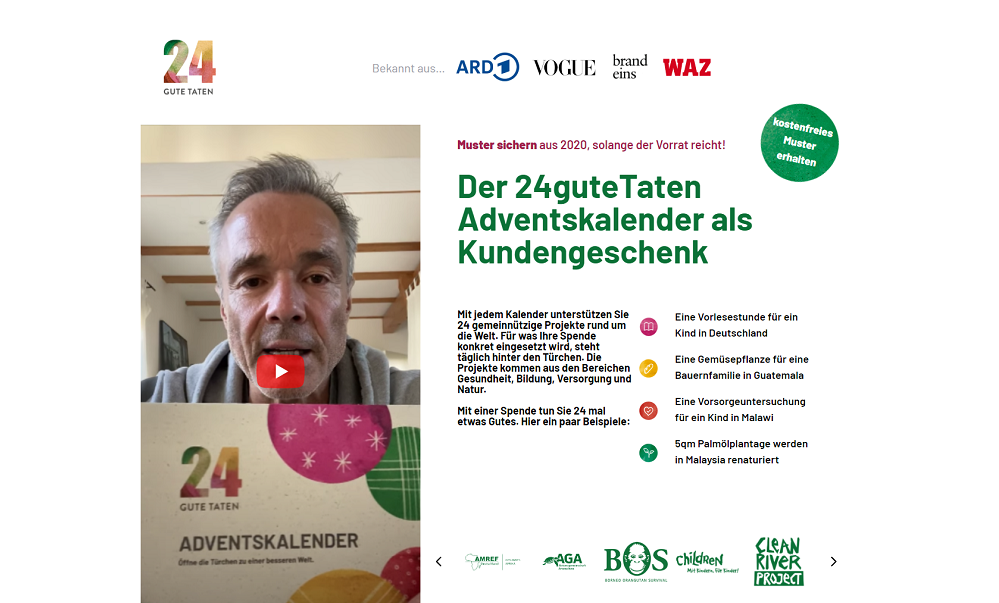 24
GUTE TATEN
Bekannt aus...
ARD 1
VOGUE
brand
eins
WAZ
kostenfreies
Muster
erhalten
Muster sichern aus 2020, solange der Vorrat reicht!
Der 24guteTaten
Adventskalender als
Kundengeschenk
Mit jedem Kalender unterstützen Sie
24 gemeinnützige Projekte rund um
die Welt. Für was Ihre Spende
konkret eingesetzt wird, steht
täglich hinter den Türchen. Die
Projekte kommen aus den Bereichen
Gesundheit, Bildung, Versorgung und
Natur.
Mit einer Spende tun Sie 24 mal
etwas Gutes. Hier ein paar Beispiele:
Eine Vorlesestunde für ein
Kind in Deutschland
Eine Gemüsepflanze für eine
Bauernfamilie in Guatemala
Eine Vorsorgeuntersuchung
für ein Kind in Malawi
5qm Palmölplantage werden
in Malaysia renaturiert
24
GUTE TATEN
ADVENTSKALENDER
Öffne die Türchen zu einer besseren Welt.
AMREF
AGA
BOS
BORNEO ORANGUTAN SURVIVAL
children
Mit Kindern. Für Kinder!
CLEAN
RIVER
PROJECT